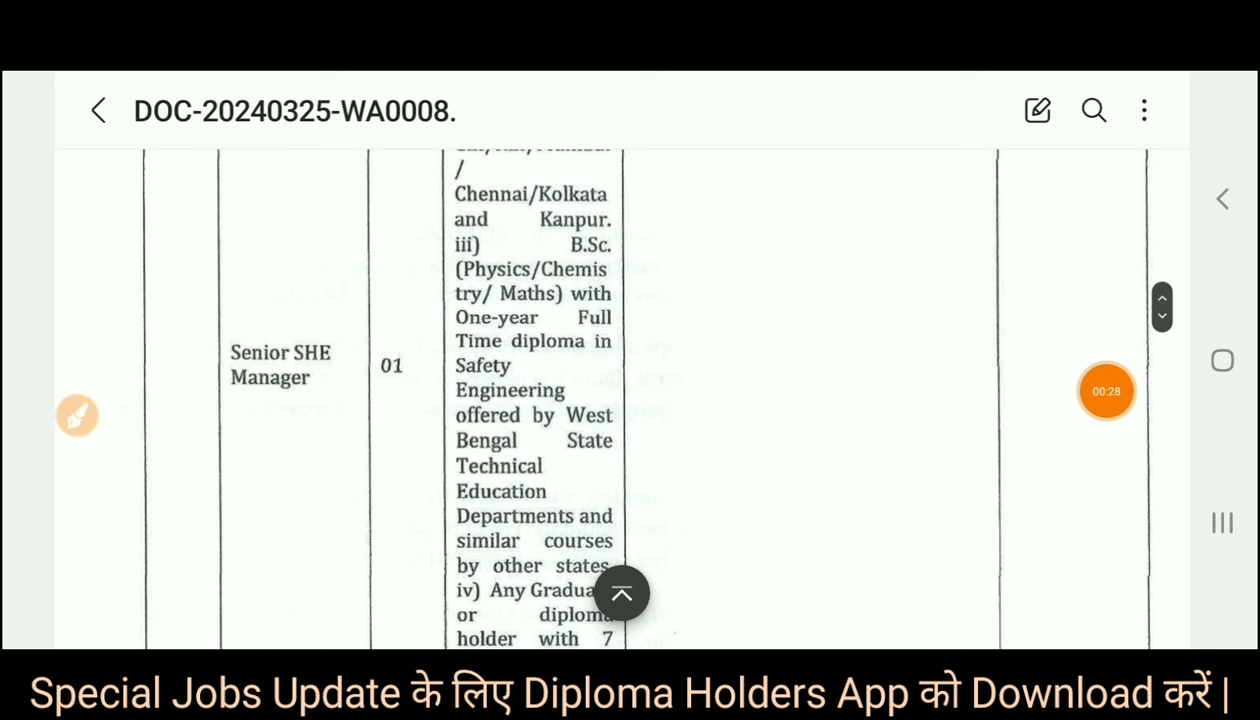 DOC-20240325-WA0008.
/
Chennai/Kolkata
and Kanpur.
iii) B.Sc.
(Physics/Chemis
try/ Maths) with
One-year Full
Time diploma in
Safety
Engineering
offered by West
Bengal State
Technical
Education
Departments and
similar courses
by other states.
iv) Any
or
holder with 7
Senior SHE
Manager
01
00:28
Special Jobs Update के लिए Diploma Holders App को Download करें |